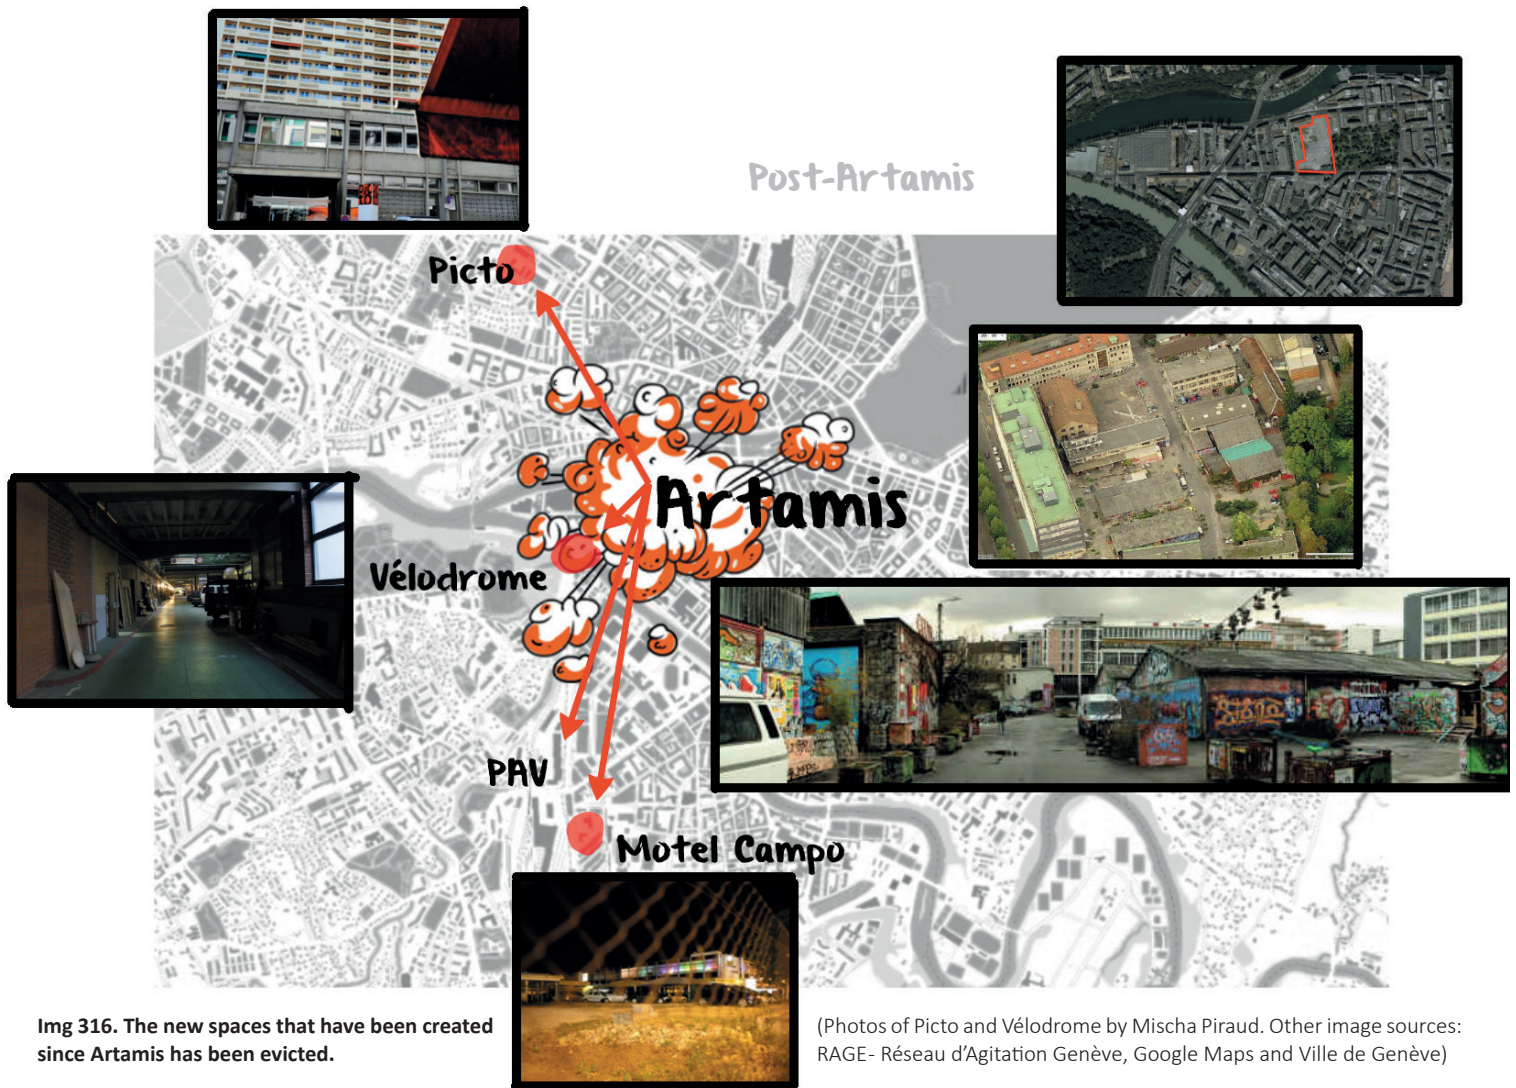 Post-Artamis
Picto
Artamis
Vélodrome
PAV
Motel Campo
Img 316. The new spaces that have been created
since Artamis has been evicted.
(Photos of Picto and Vélodrome by Mischa Piraud. Other image sources:
RAGE- Réseau d’Agitation Genève, Google Maps and Ville de Genève)